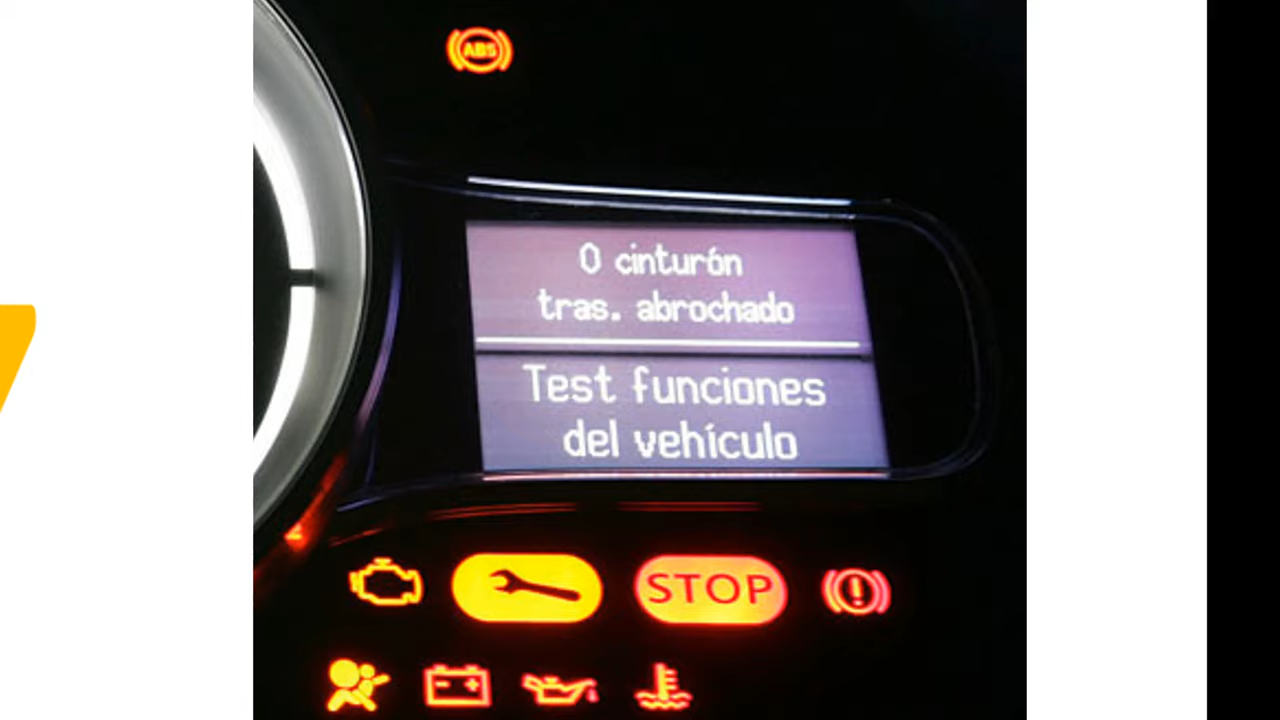 ABS
0 cinturón
tras. abrochado
Test funciones
del vehículo
STOP